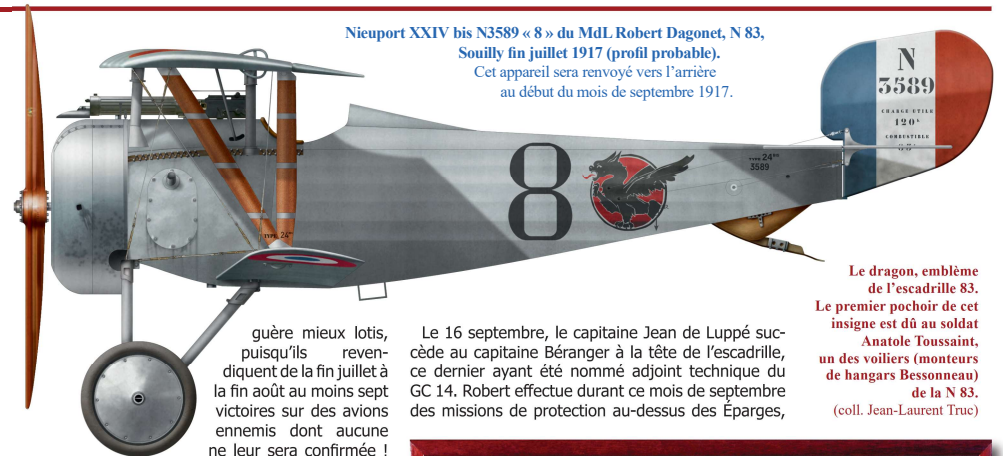 Nieuport XXIV bis N3589 « 8 » du MdL Robert Dagonet, N 83,
Souilly fin juillet 1917 (profil probable).
Cet appareil sera renvoyé vers l’arrière
au début du mois de septembre 1917.
N
3589
CHARGE UTILE
120ᵏ
COMBUSTIBLE
8
TYPE 24 BIS
3589
TYPE 24
Le dragon, emblème
de l’escadrille 83.
Le premier pochoir de cet
insigne est dû au soldat
Anatole Toussaint,
un des voiliers (monteurs
de hangars Bessonneau)
de la N 83.
(coll. Jean-Laurent Truc)
guère mieux lotis,
puisqu’ils reven-
diquent de la fin juillet à
la fin août au moins sept
victoires sur des avions
ennemis dont aucune
ne leur sera confirmée !
Le 16 septembre, le capitaine Jean de Luppé suc-
cède au capitaine Béranger à la tête de l’escadrille,
ce dernier ayant été nommé adjoint technique du
GC 14. Robert effectue durant ce mois de septembre
des missions de protection au-dessus des Éparges,